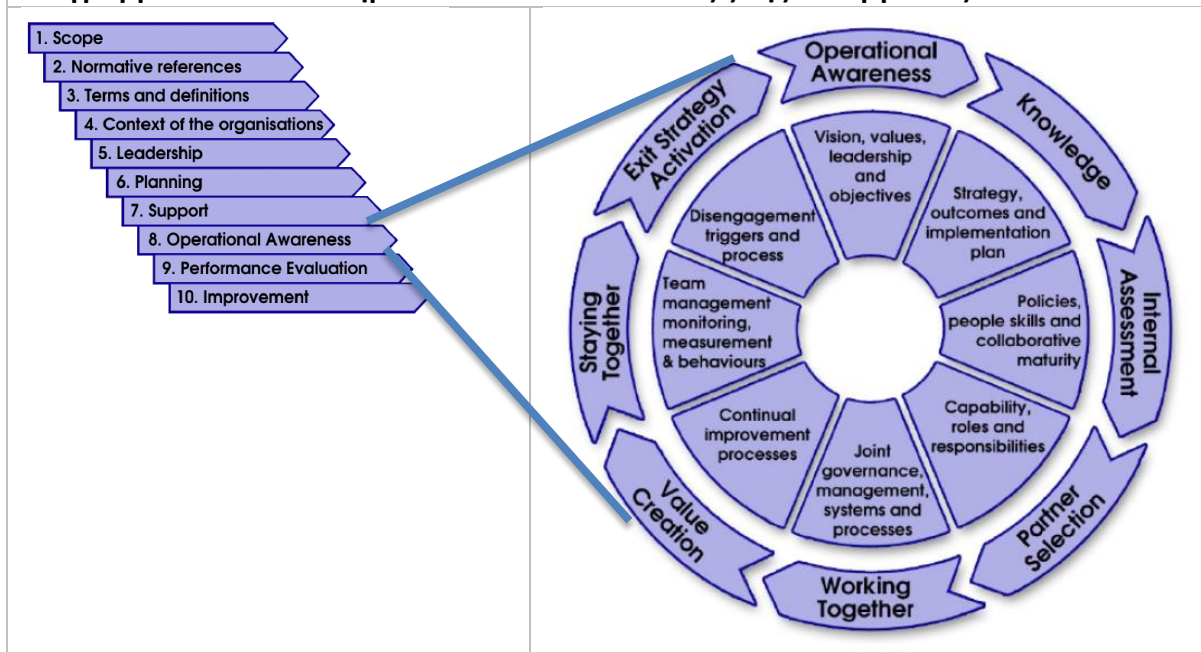 1. Scope
2. Normative references
3. Terms and definitions
4. Context of the organisations
5. Leadership
6. Planning
7. Support
8. Operational Awareness
9. Performance Evaluation
10. Improvement
Operational
Awareness
Knowledge
Internal
Assessment
Partner
Selection
Working
Together
Value
Creation
Staying
Together
Exit Strategy
Activation
Vision, values,
leadership
and
objectives
Strategy,
outcomes and
implementation
plan
Policies,
people skills and
collaborative
maturity
Capability,
roles and
responsibilities
Joint
governance,
management,
systems and
processes
Continual
improvement
processes
Team
management
monitoring,
measurement
& behaviours
Disengagement
triggers and
process